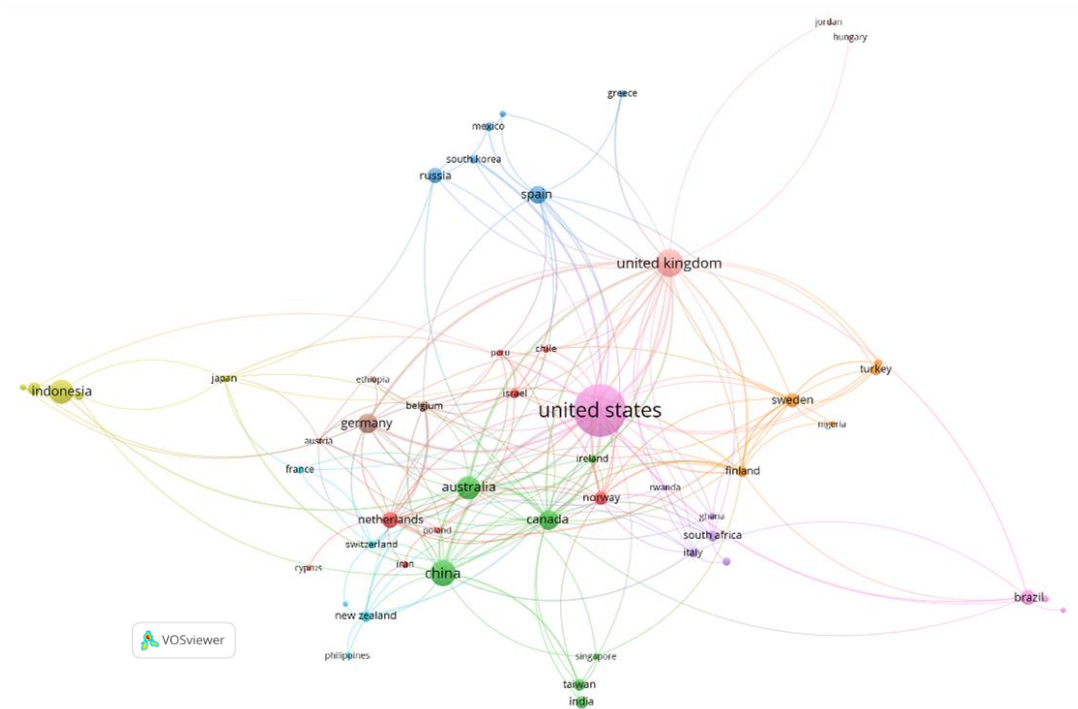 jordan
hungary
greece
mexico
south korea
russia
spain
united kingdom
peru
chile
turkey
japan
ethiopia
indonesia
israel
sweden
belgium
united states
germany
nigeria
austria
ireland
france
finland
australia
rwanda
norway
netherlands
canada
ghana
poland
south africa
switzerland
italy
cyprus
iran
china
brazil
new zealand
VOSviewer
philippines
singapore
taiwan
india